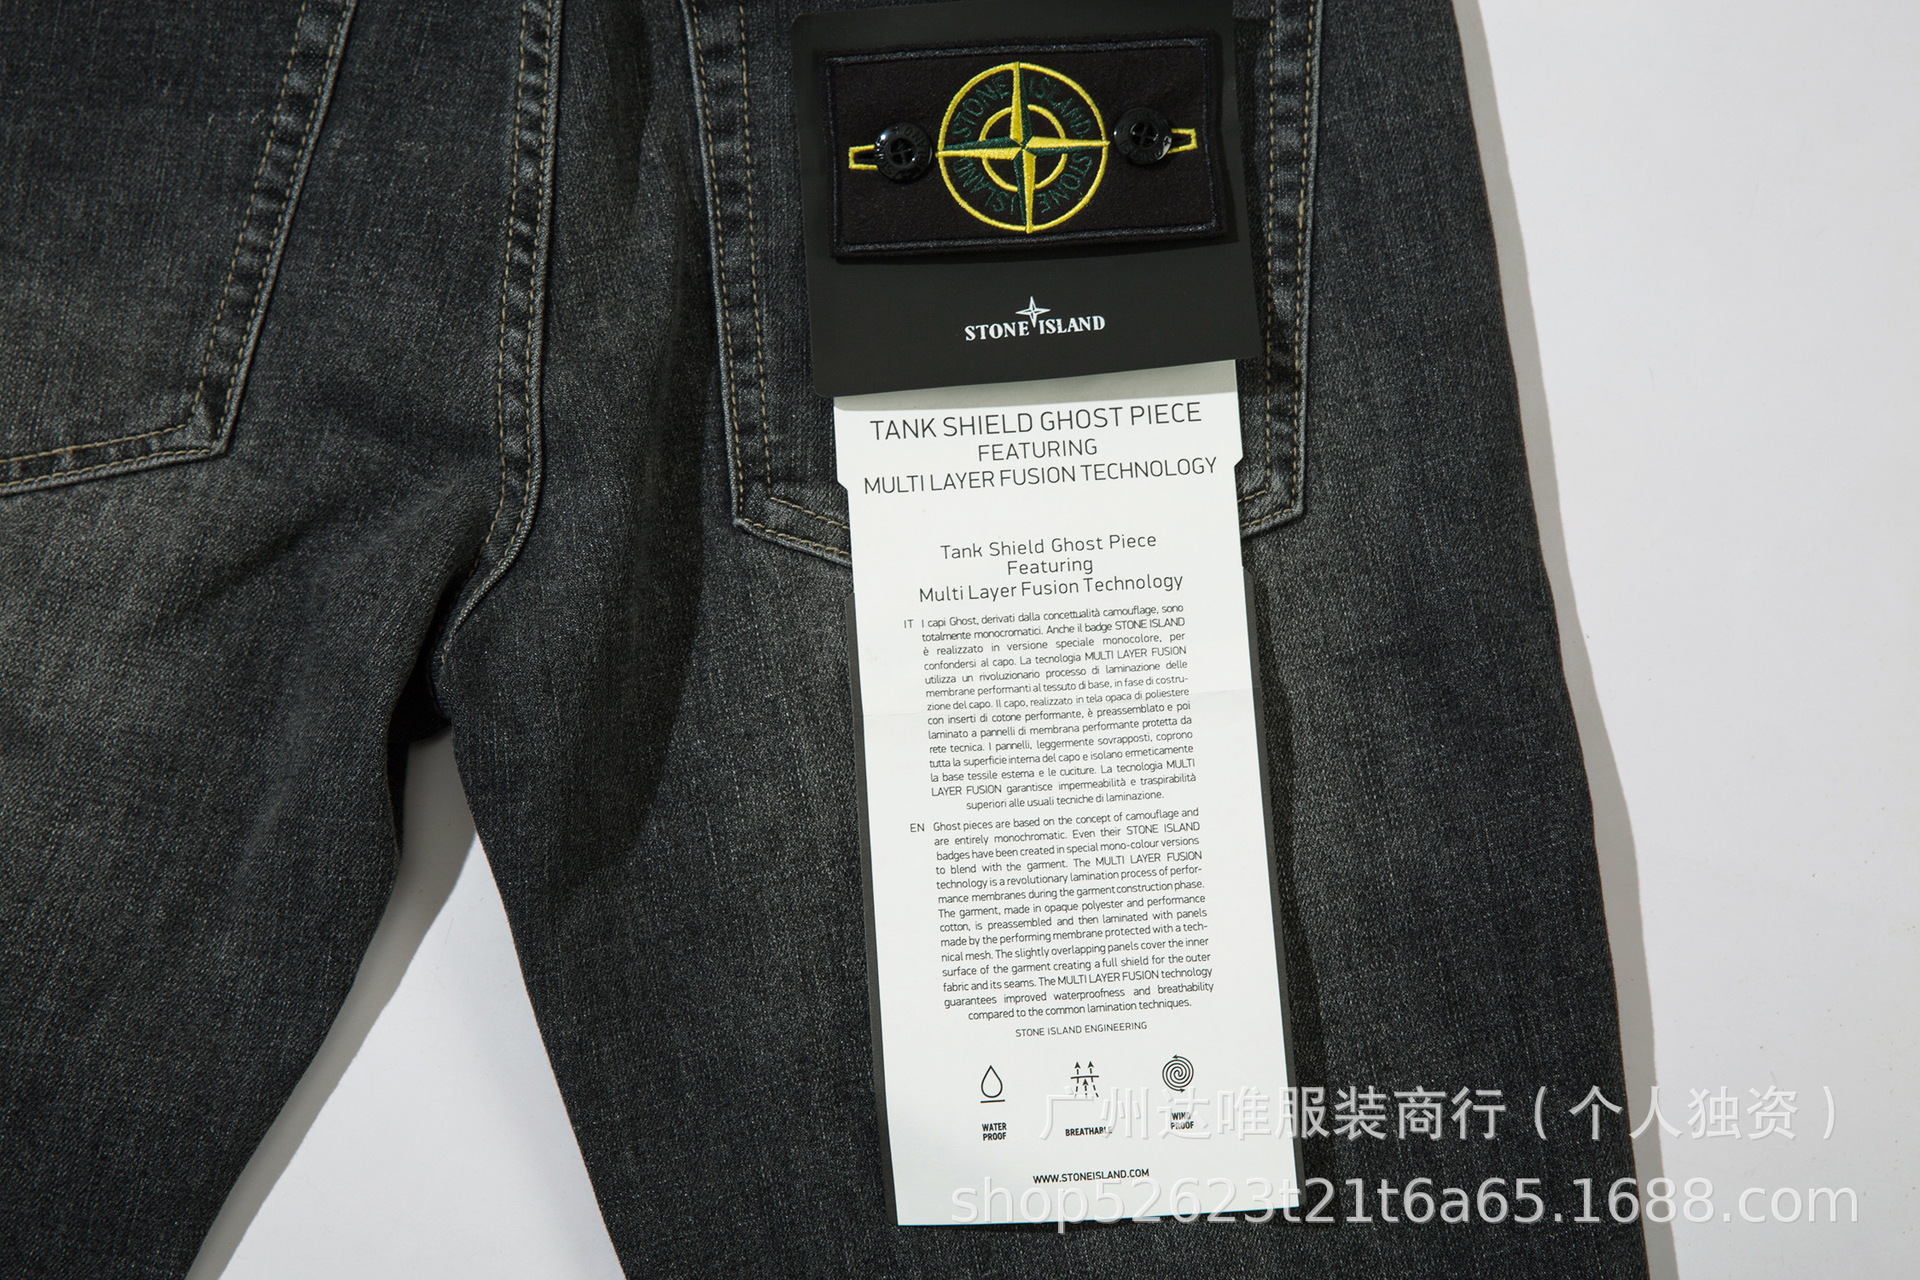 STONE ISLAND
STONE ISLAND
STONE ISLAND
TANK SHIELD GHOST PIECE
FEATURING
MULTI LAYER FUSION TECHNOLOGY
Tank Shield Ghost Piece
Featuring
Multi Layer Fusion Technology
IT I capi Ghost, derivati dalla concettualità camouflage, sono
totalmente monocromatici. Anche il badge STONE ISLAND
è realizzato in versione speciale monocolore, per
confondersi al capo. La tecnologia MULTI LAYER FUSION
utilizza un rivoluzionario processo di laminazione delle
membrane performanti al tessuto di base, in fase di costru-
zione del capo. Il capo, realizzato in tela opaca di poliestere
con inserti di cotone performante, è preassemblato e poi
laminato a pannelli di membrana performante protetta da
rete tecnica. I pannelli, leggermente sovrapposti, coprono
tutta la superficie interna del capo e isolano ermeticamente
la base tessile esterna e le cuciture. La tecnologia MULTI
LAYER FUSION garantisce impermeabilità e traspirabilità
superiori alle usuali tecniche di laminazione.
EN Ghost pieces are based on the concept of camouflage and
are entirely monochromatic. Even their STONE ISLAND
badges have been created in special mono-colour versions
to blend with the garment. The MULTI LAYER FUSION
technology is a revolutionary lamination process of perfor-
mance membranes during the garment construction phase.
The garment, made in opaque polyester and performance
cotton, is preassembled and then laminated with panels
made by the performing membrane protected with a tech-
nical mesh. The slightly overlapping panels cover the inner
surface of the garment creating a full shield for the outer
fabric and its seams. The MULTI LAYER FUSION technology
guarantees improved waterproofness and breathability
compared to the common lamination techniques.
STONE ISLAND ENGINEERING
WATER
PROOF
BREATHABLE
WIND
PROOF
WWW.STONEISLAND.COM
广州达唯服装商行（个人独资）
shop52623t21t6a65.1688.com